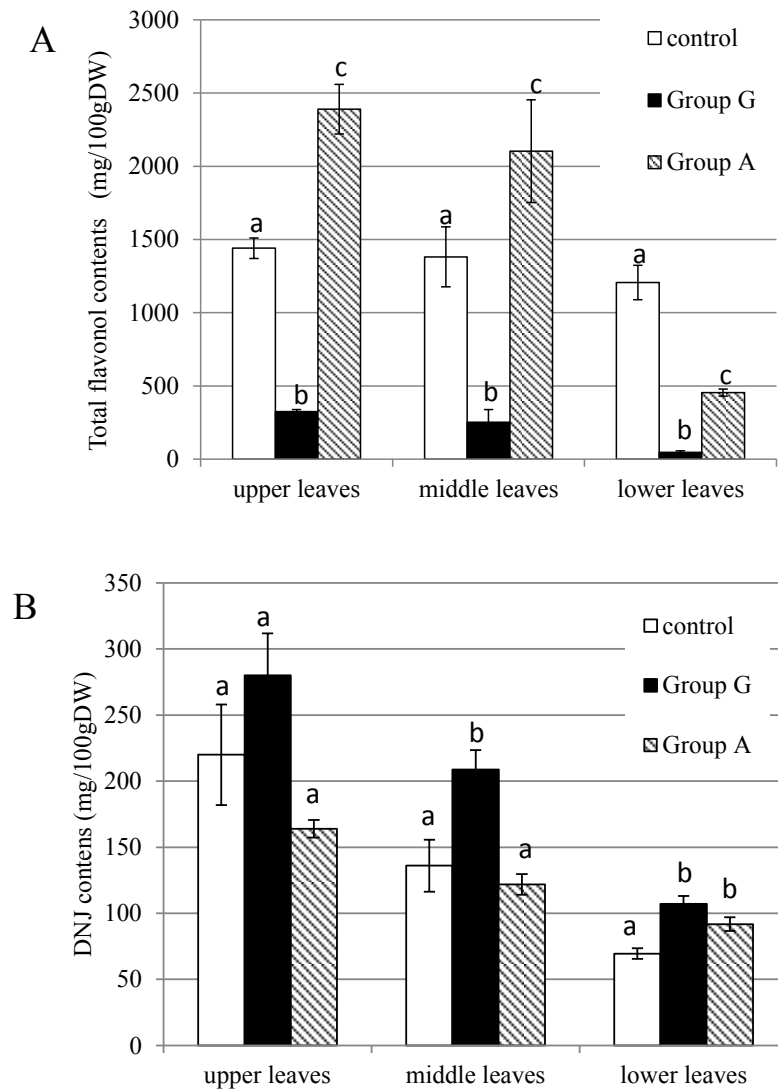 A
Total flavonol contents (mg/100gDW)
3000
2500
2000
1500
1000
500
0
control
Group G
Group A
a
b
c
a
b
c
a
b
c
upper leaves
middle leaves
lower leaves
B
DNJ contens (mg/100gDW)
350
300
250
200
150
100
50
0
control
Group G
Group A
a
a
a
a
b
a
a
b
b
upper leaves
middle leaves
lower leaves